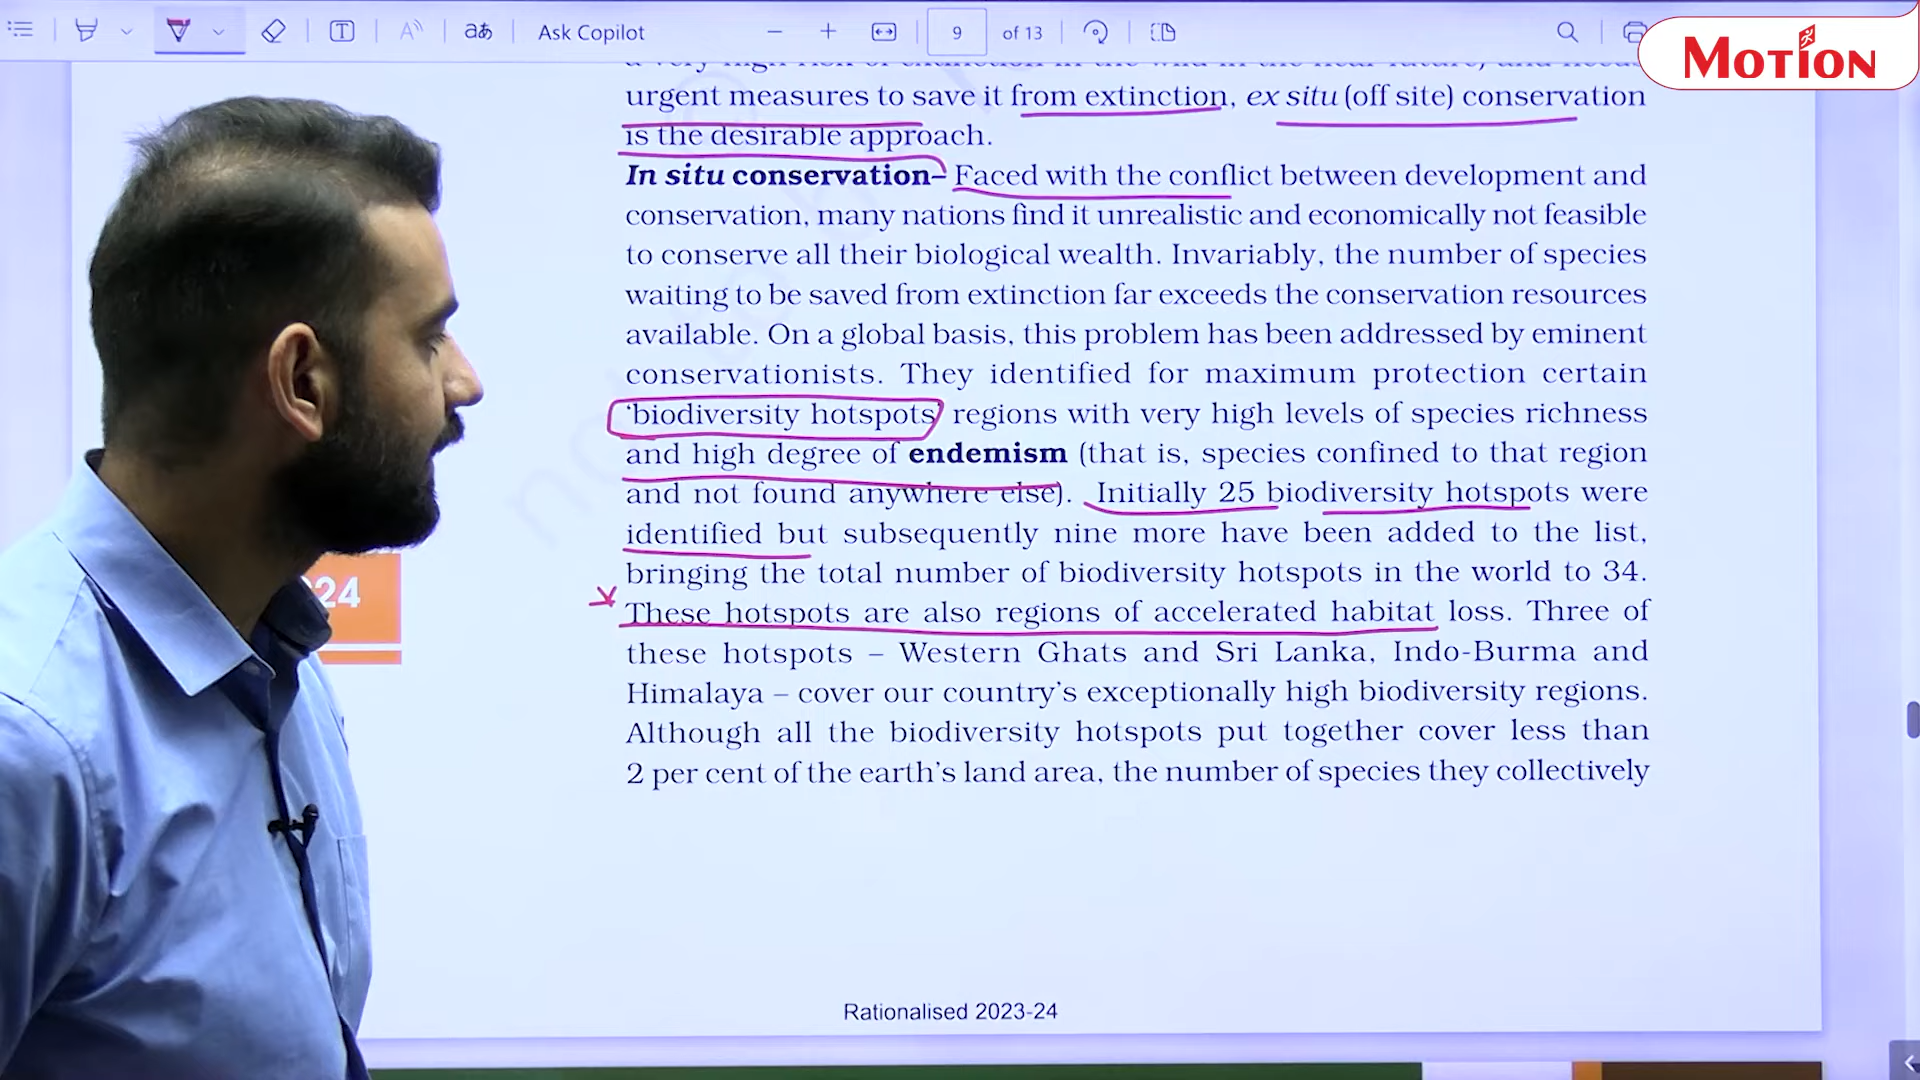 Ask Copilot
9 of 13
MOTION
urgent measures to save it from extinction, ex situ (off site) conservation
is the desirable approach.
In situ conservation– Faced with the conflict between development and
conservation, many nations find it unrealistic and economically not feasible
to conserve all their biological wealth. Invariably, the number of species
waiting to be saved from extinction far exceeds the conservation resources
available. On a global basis, this problem has been addressed by eminent
conservationists. They identified for maximum protection certain
‘biodiversity hotspots’ regions with very high levels of species richness
and high degree of endemism (that is, species confined to that region
and not found anywhere else). Initially 25 biodiversity hotspots were
identified but subsequently nine more have been added to the list,
bringing the total number of biodiversity hotspots in the world to 34.
These hotspots are also regions of accelerated habitat loss. Three of
these hotspots – Western Ghats and Sri Lanka, Indo-Burma and
Himalaya – cover our country’s exceptionally high biodiversity regions.
Although all the biodiversity hotspots put together cover less than
2 per cent of the earth’s land area, the number of species they collectively
24
Rationalised 2023-24